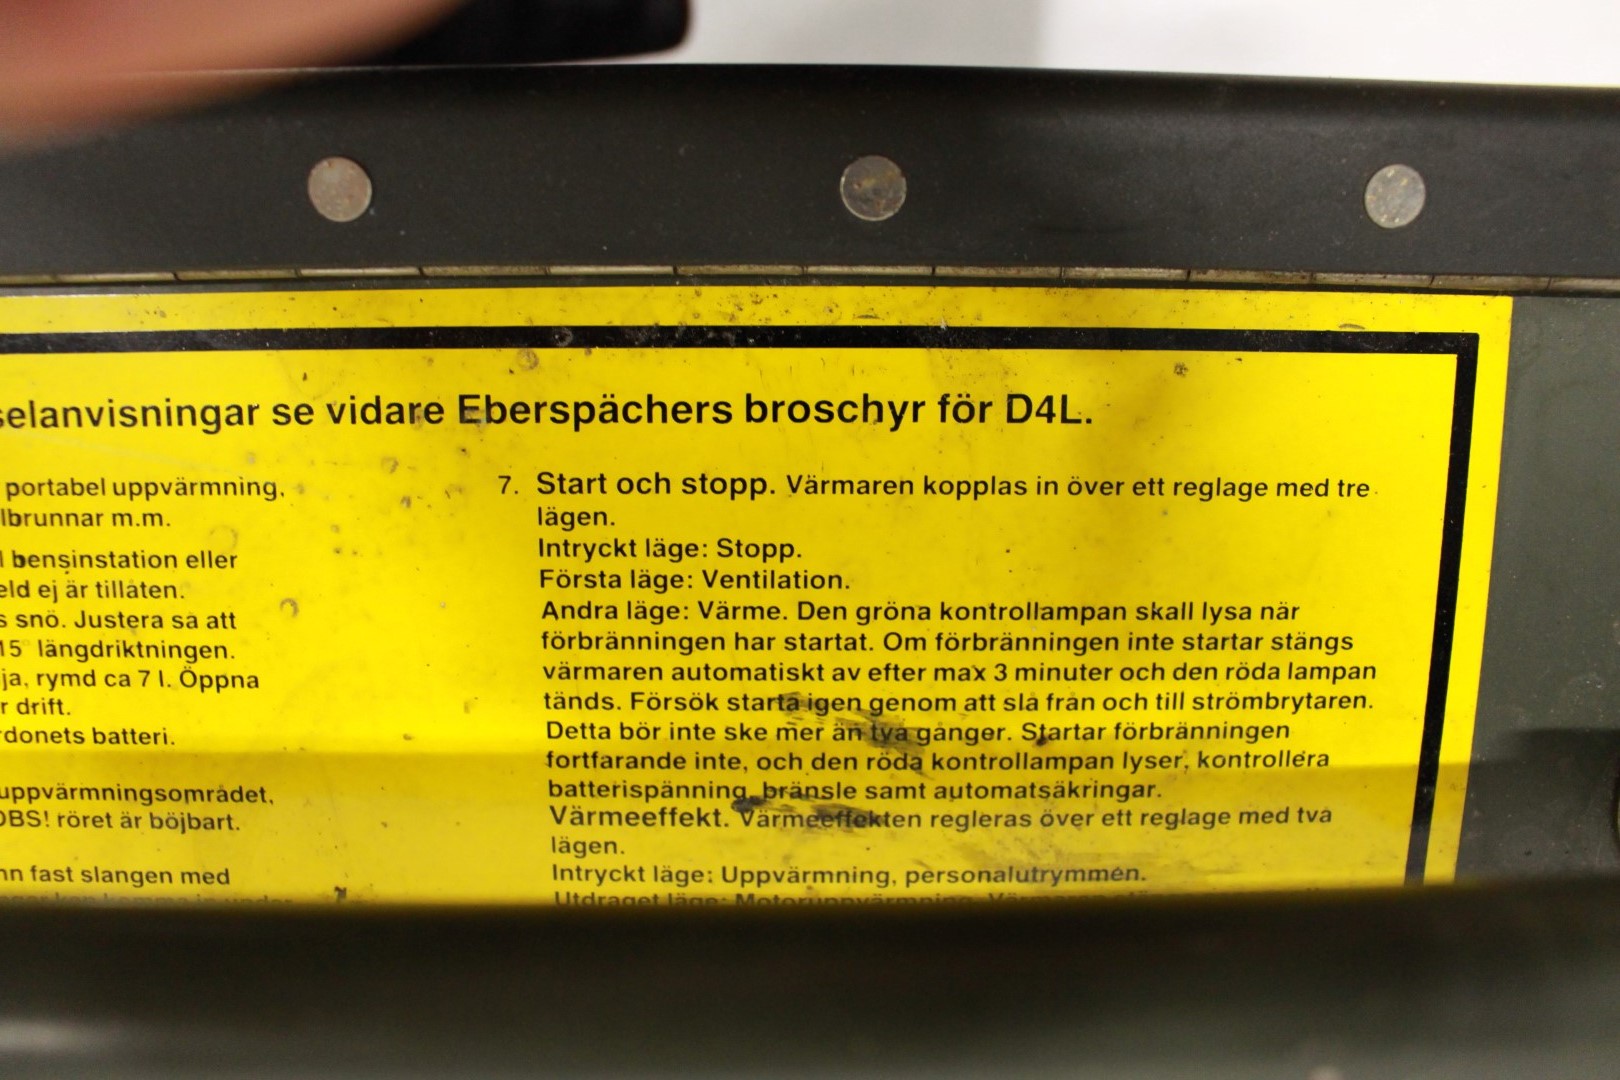 selanvisningar se vidare Eberspächers broschyr för D4L.
portabel uppvärmning,
lbrunnar m.m.
bensinstation eller
eld ej är tillåten.
s snö. Justera så att
15° längdriktningen.
ja, rymd ca 7 l. Öppna
r drift.
rdonets batteri.
uppvärmningsområdet,
OBS! röret är böjbart.
nn fast slangen med
7. Start och stopp. Värmaren kopplas in över ett reglage med tre
lägen.
Intryckt läge: Stopp.
Första läge: Ventilation.
Andra läge: Värme. Den gröna kontrollampan skall lysa när
förbränningen har startat. Om förbränningen inte startar stängs
värmaren automatiskt av efter max 3 minuter och den röda lampan
tänds. Försök starta igen genom att slå från och till strömbrytaren.
Detta bör inte ske mer än två gånger. Startar förbränningen
fortfarande inte, och den röda kontrollampan lyser, kontrollera
batterispänning, bränsle samt automatsäkringar.
Värmeeffekt. Värmeeffekten regleras över ett reglage med två
lägen.
Intryckt läge: Uppvärmning, personalutrymmen.
Utdraget läge: Motoruppvärmning.